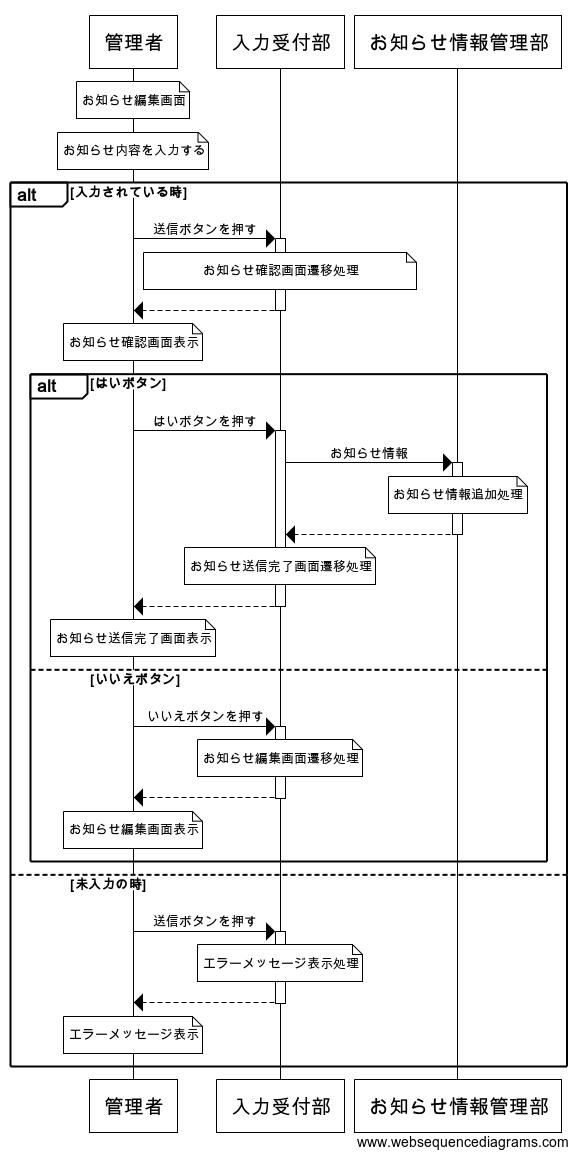 管理者
入力受付部
お知らせ情報管理部
お知らせ編集画面
お知らせ内容を入力する
alt
[入力されている時]
送信ボタンを押す
お知らせ確認画面遷移処理
お知らせ確認画面表示
alt
[はいボタン]
はいボタンを押す
お知らせ情報
お知らせ情報追加処理
お知らせ送信完了画面遷移処理
お知らせ送信完了画面表示
[いいえボタン]
いいえボタンを押す
お知らせ編集画面遷移処理
お知らせ編集画面表示
[未入力の時]
送信ボタンを押す
エラーメッセージ表示処理
エラーメッセージ表示
管理者
入力受付部
お知らせ情報管理部
www.websequencediagrams.com